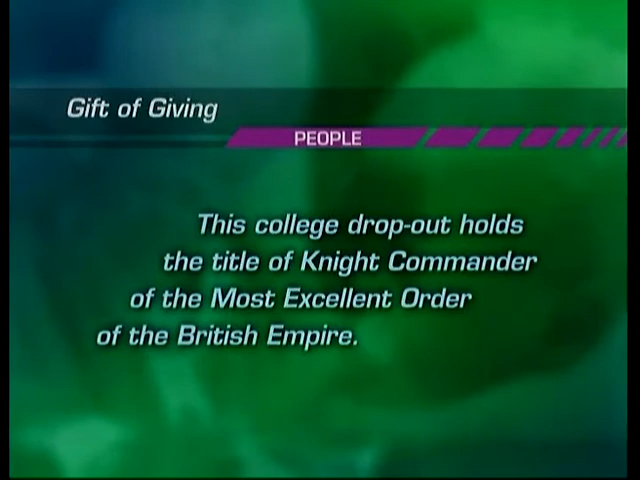 Gift of Giving
PEOPLE
This college drop-out holds
the title of Knight Commander
of the Most Excellent Order
of the British Empire.